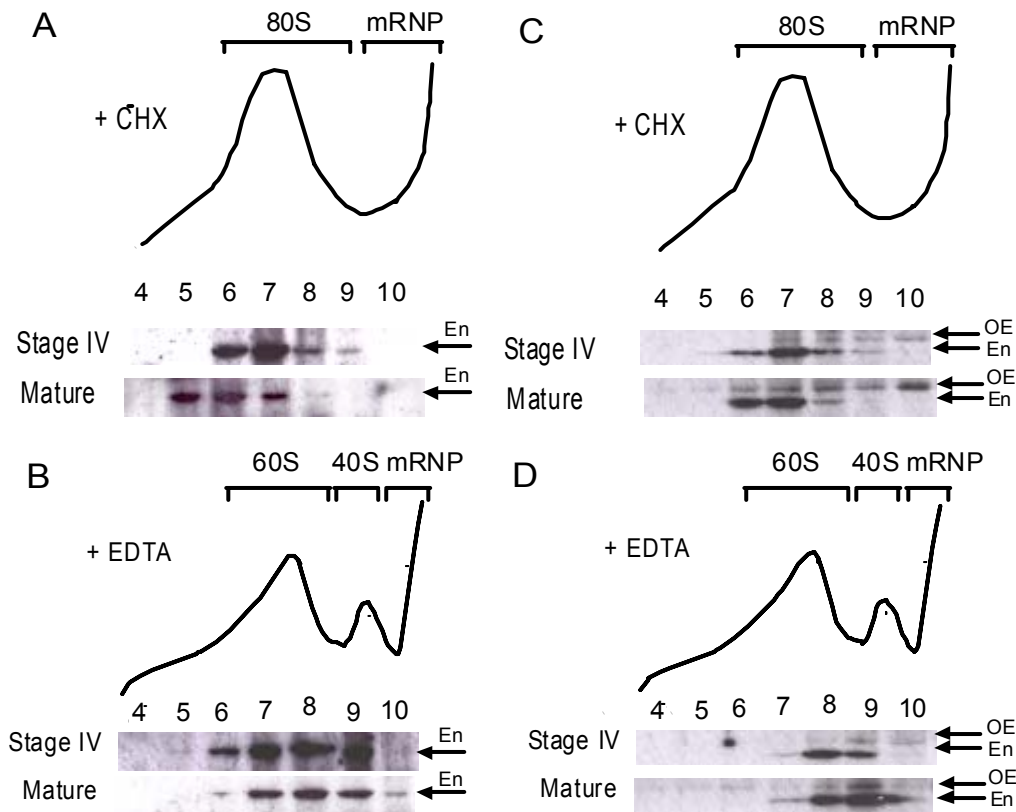 A
80S
mRNP
+ CHX
4 5 6 7 8 9 10
Stage IV
En
Mature
En
C
80S
mRNP
+ CHX
4 5 6 7 8 9 10
Stage IV
OE
En
Mature
OE
En
B
60S
40S
mRNP
+ EDTA
4 5 6 7 8 9 10
Stage IV
En
Mature
En
D
60S
40S
mRNP
+ EDTA
4 5 6 7 8 9 10
Stage IV
OE
En
Mature
OE
En